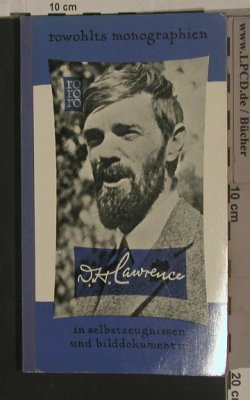 10 cm
rowohlts monographien
ro
ro
ro
D.H. Lawrence
in selbstzeugnissen
und bilddokumenten
www.LPCD.de / Bücher
10 cm
20 cm